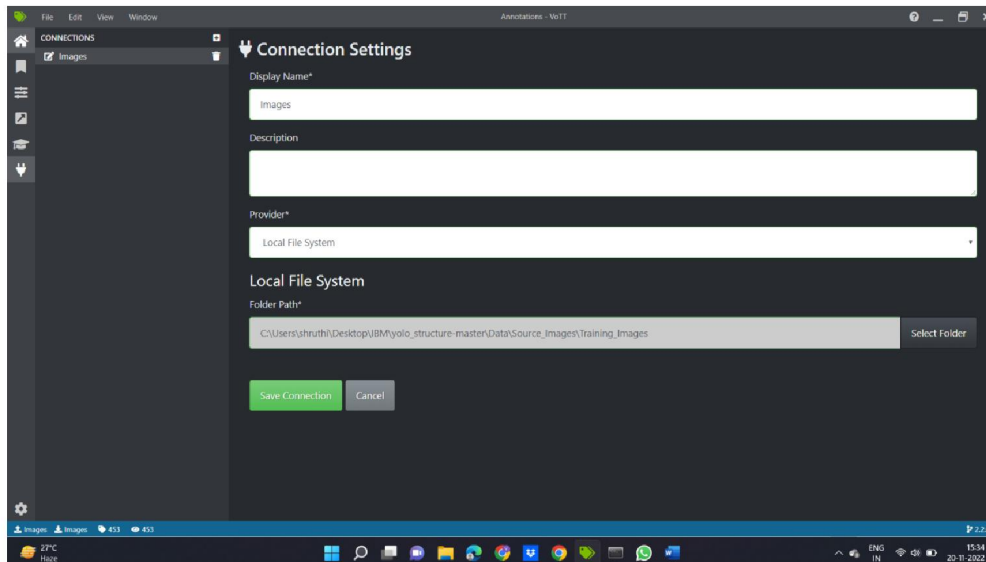 File Edit View Window Annotations - VoTT
CONNECTIONS
Images
Connection Settings
Display Name*
Images
Description
Provider*
Local File System
Local File System
Folder Path*
C:\Users\shruthi\Desktop\IBM\yolo_structure-master\Data\Source_Images\Training_Images
Select Folder
Save Connection Cancel
Images Images 453 453 2.2
27°C
Haze
ENG
IN
15:34
20-11-2022